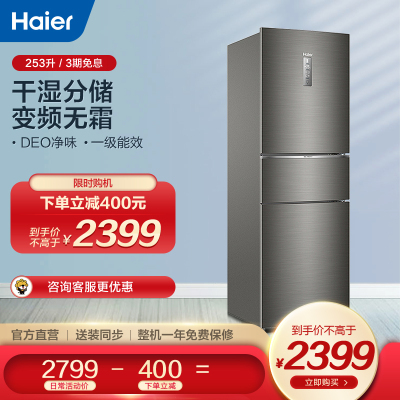 Haier
253升 / 3期免息
干湿分储
变频无霜
·DEO净味 ·一级能效
Haier
限时购机
下单立减400元
到手价
不高于 ¥2399
咨询客服更优惠
官方直营 | 送装同步 | 整机一年免费保修
2799 - 400 =
日常活动价 下单立减
到手价不高于
¥2399
立即购买 >